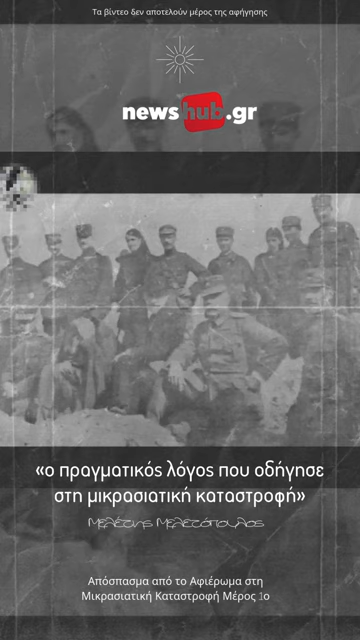 Τα βίντεο δεν αποτελούν μέρος της αφήγησης
newshub.gr
«ο πραγματικός λόγος που οδήγησε
στη μικρασιατική καταστροφή»
Μελέτης Μελετόπουλος
Απόσπασμα από το Αφιέρωμα στη
Μικρασιατική Καταστροφή Μέρος 1ο